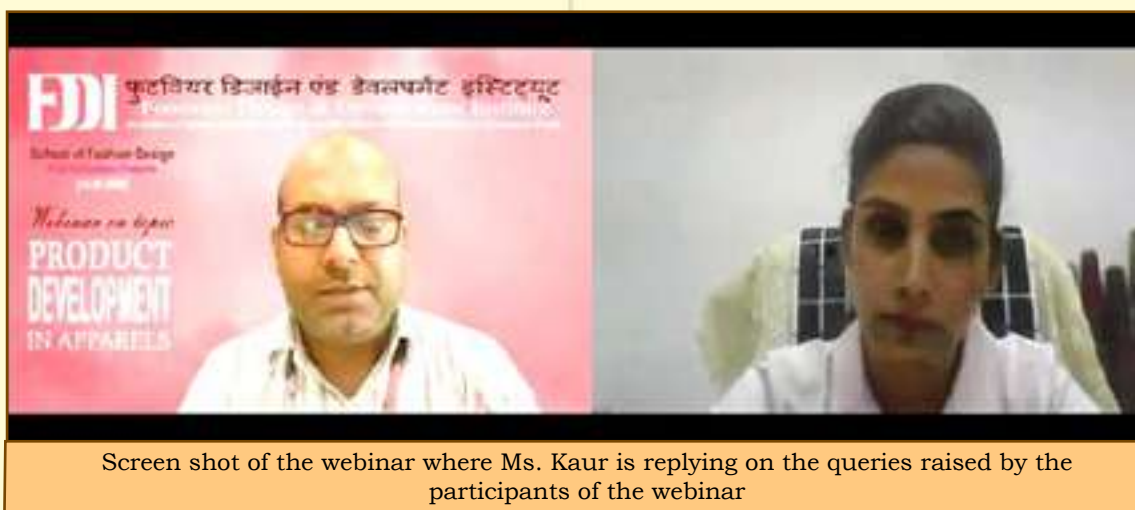 FDDI
फुटवियर डिजाईन एंड डेवलपमेंट इंस्टिट्यूट
School of Fashion Design
Webinar on topic
PRODUCT
DEVELOPMENT
IN APPARELS
Screen shot of the webinar where Ms. Kaur is replying on the queries raised by the
participants of the webinar